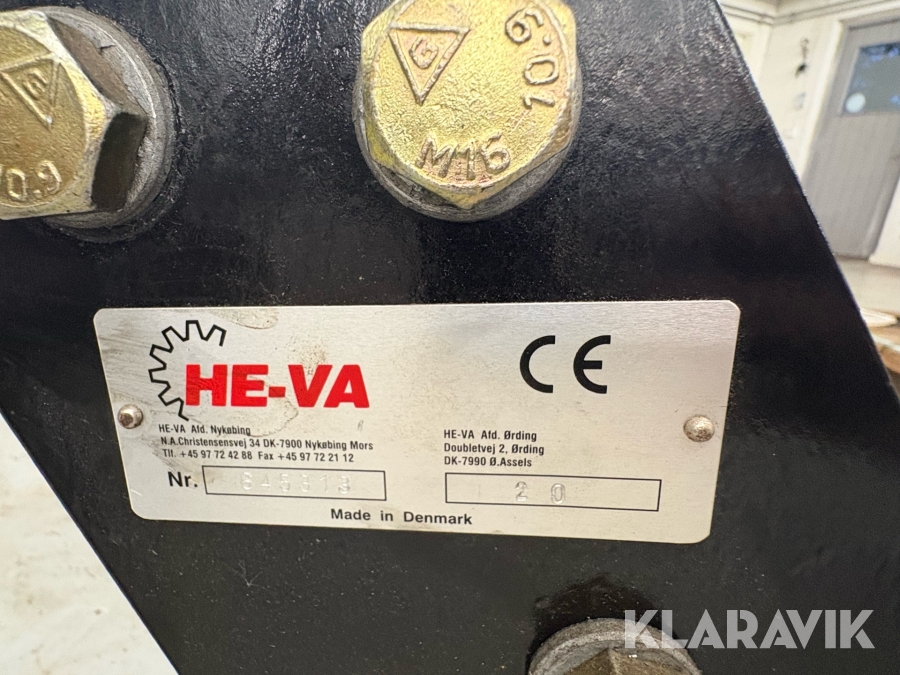 G
10.9
M16
10.9
HE-VA
CE
HE-VA Afd. Nykøbing
N.A.Christensensvej 34 DK-7900 Nykøbing Mors
Tlf. +45 97 72 42 88 Fax +45 97 72 21 12
HE-VA Afd. Ørding
Doubletvej 2, Ørding
DK-7990 Ø.Assels
Nr.
20
Made in Denmark
KLARAVIK